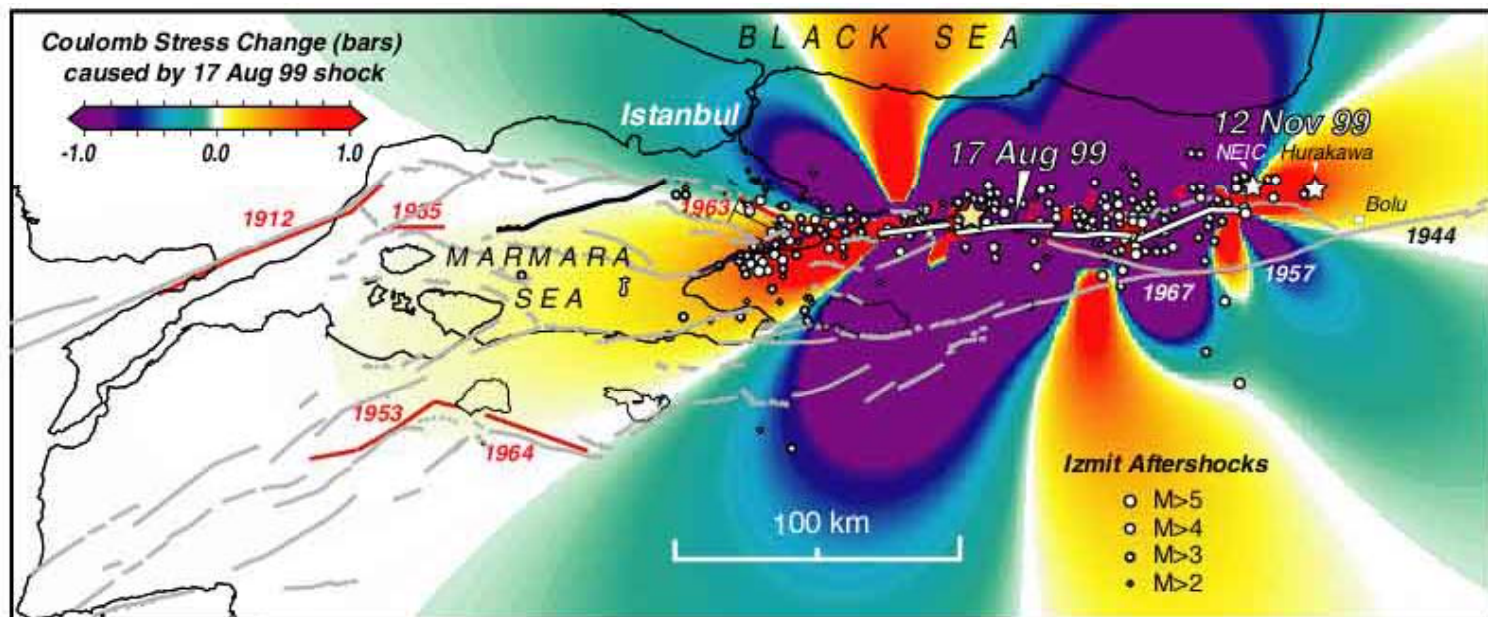 Coulomb Stress Change (bars)
caused by 17 Aug 99 shock
-1.0 0.0 1.0
BLACK SEA
Istanbul
12 Nov 99
NEIC Hurakawa
17 Aug 99
Bolu
1912
1935
1963
1944
MARMARA
SEA
1957
1967
1953
1964
Izmit Aftershocks
M>5
M>4
M>3
M>2
100 km